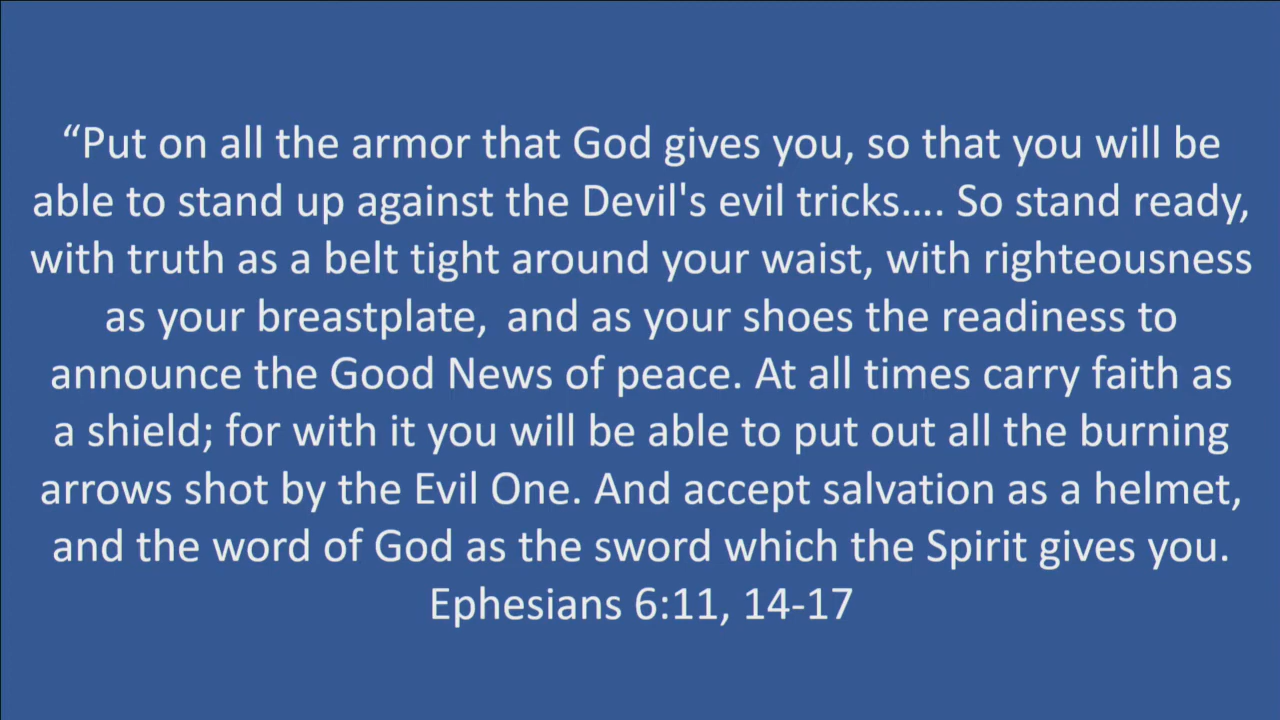 “Put on all the armor that God gives you, so that you will be
able to stand up against the Devil's evil tricks…. So stand ready,
with truth as a belt tight around your waist, with righteousness
as your breastplate,  and as your shoes the readiness to
announce the Good News of peace. At all times carry faith as
a shield; for with it you will be able to put out all the burning
arrows shot by the Evil One. And accept salvation as a helmet,
and the word of God as the sword which the Spirit gives you.
Ephesians 6:11, 14-17